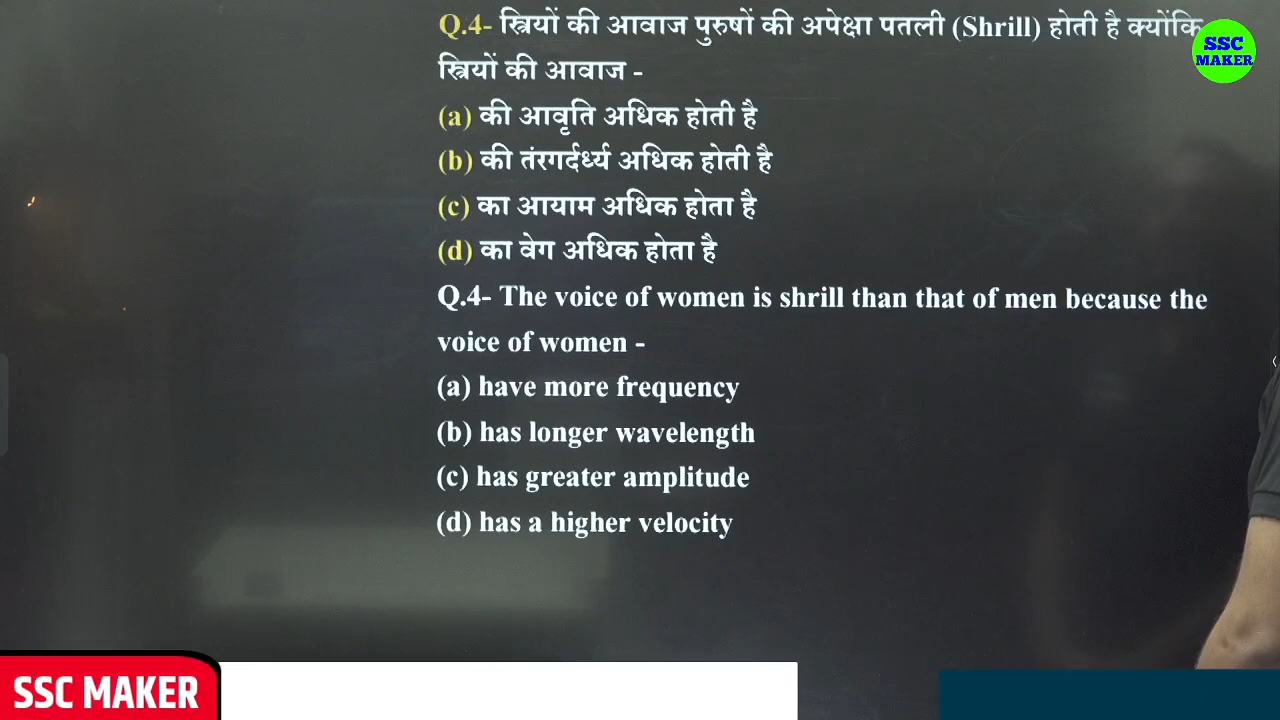 Q.4- स्त्रियों की आवाज पुरुषों की अपेक्षा पतली (Shrill) होती है क्योंकि
स्त्रियों की आवाज -
(a) की आवृति अधिक होती है
(b) की तंरगर्दर्ध्य अधिक होती है
(c) का आयाम अधिक होता है
(d) का वेग अधिक होता है
Q.4- The voice of women is shrill than that of men because the
voice of women -
(a) have more frequency
(b) has longer wavelength
(c) has greater amplitude
(d) has a higher velocity
SSC
MAKER
SSC MAKER